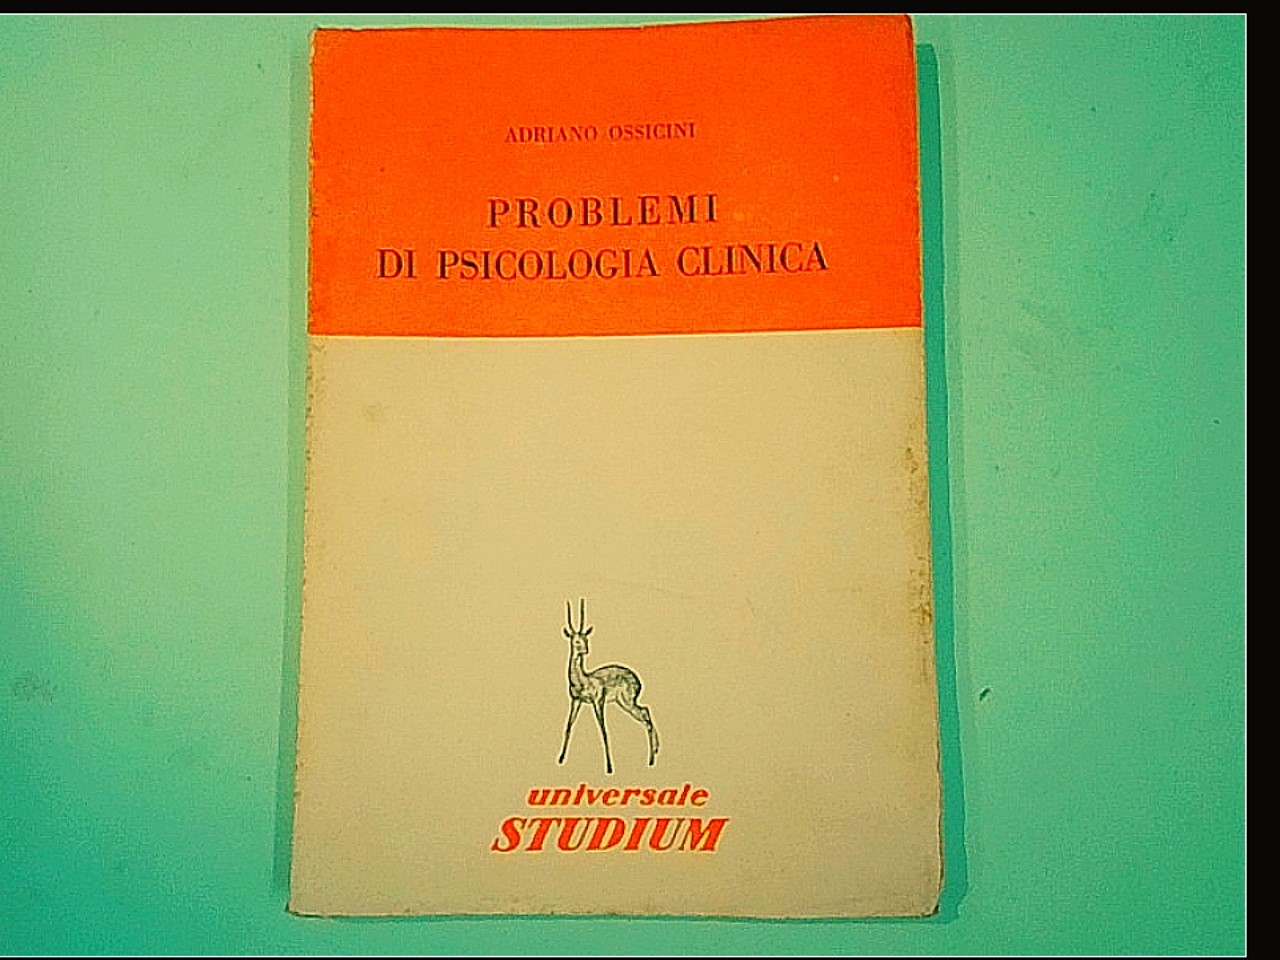 ADRIANO OSSICINI
PROBLEMI
DI PSICOLOGIA CLINICA
universale
STUDIUM